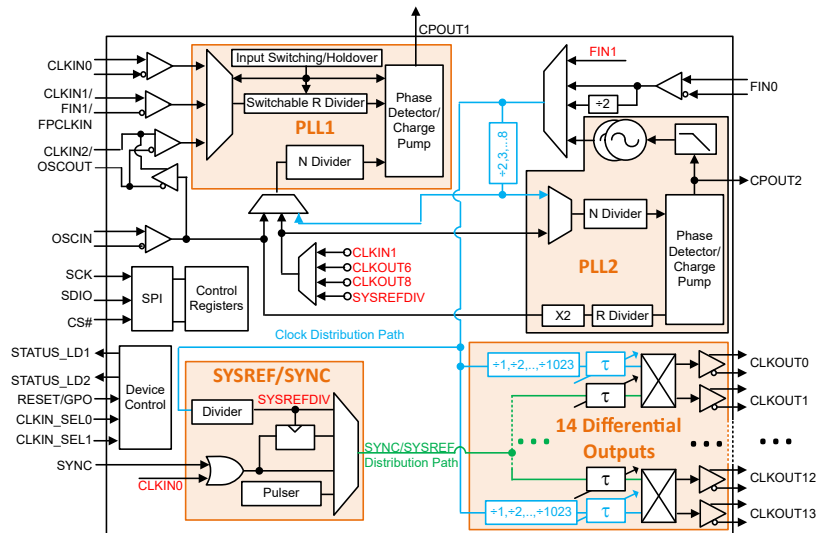 CPOUT1
CLKIN0
Input Switching/Holdover
FIN1
CLKIN1/
FIN1/
FPCLKIN
Switchable R Divider
Phase
Detector/
Charge
Pump
÷2
FIN0
PLL1
÷2,3,...8
CLKIN2/
OSCOUT
N Divider
CPOUT2
OSCIN
N Divider
Phase
Detector/
Charge
Pump
CLKIN1
CLKOUT6
CLKOUT8
SYSREFDIV
PLL2
SCK
SDIO
CS#
SPI
Control
Registers
X2
R Divider
Clock Distribution Path
STATUS_LD1
STATUS_LD2
RESET/GPO
CLKIN_SEL0
CLKIN_SEL1
Device
Control
SYSREF/SYNC
÷1,÷2,..,÷1023
τ
CLKOUT0
Divider
SYSREFDIV
τ
CLKOUT1
SYNC/SYSREF
Distribution Path
14 Differential
Outputs
SYNC
CLKIN0
Pulser
τ
CLKOUT12
÷1,÷2,..,÷1023
τ
CLKOUT13